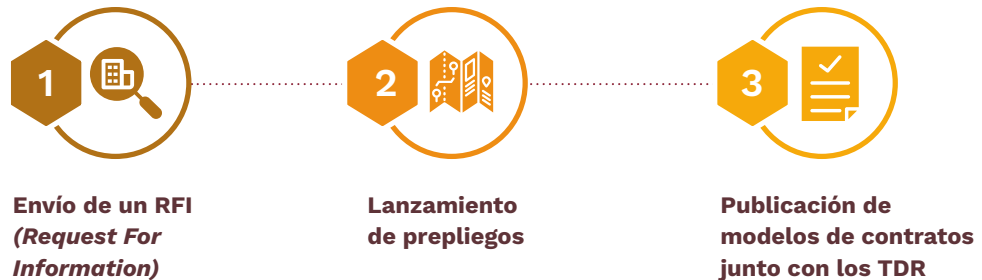 1
2
3
Envío de un RFI
(Request For
Information)
Lanzamiento
de prepliegos
Publicación de
modelos de contratos
junto con los TDR